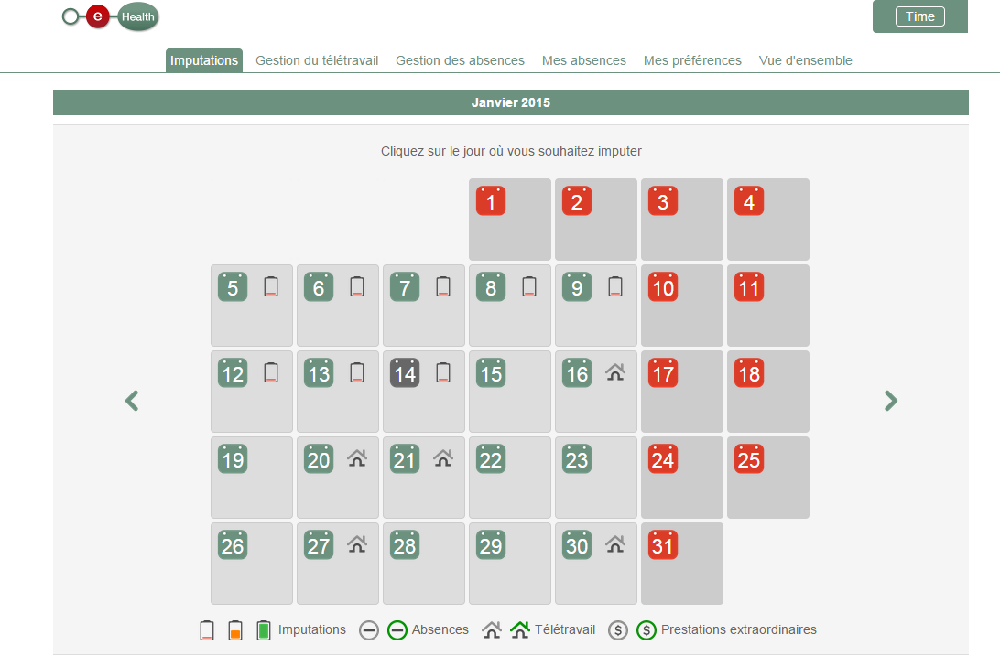 e Health
Time
Imputations Gestion du télétravail Gestion des absences Mes absences Mes préférences Vue d'ensemble
Janvier 2015
Cliquez sur le jour où vous souhaitez imputer
1 2 3 4
5 6 7 8 9 10 11
12 13 14 15 16 17 18
19 20 21 22 23 24 25
26 27 28 29 30 31
Imputations Absences Télétravail $ $ Prestations extraordinaires